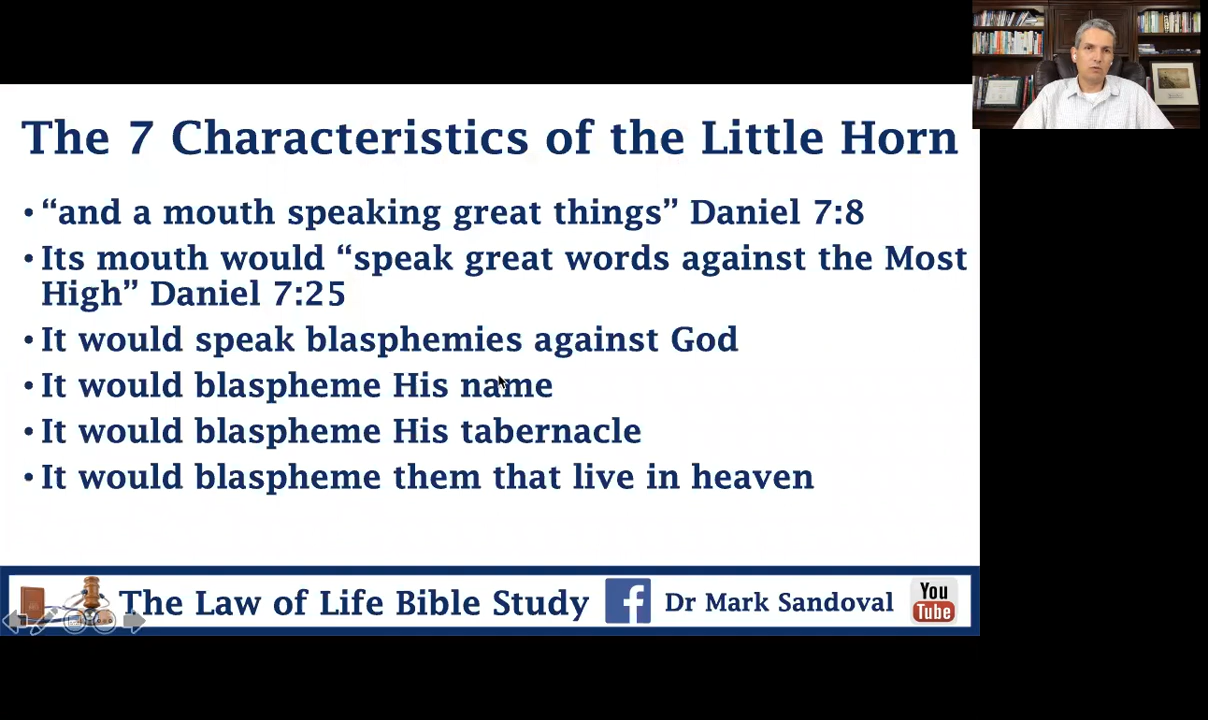 The 7 Characteristics of the Little Horn
• “and a mouth speaking great things” Daniel 7:8
• Its mouth would “speak great words against the Most
High” Daniel 7:25
• It would speak blasphemies against God
• It would blaspheme His name
• It would blaspheme His tabernacle
• It would blaspheme them that live in heaven
The Law of Life Bible Study f Dr Mark Sandoval You
Tube